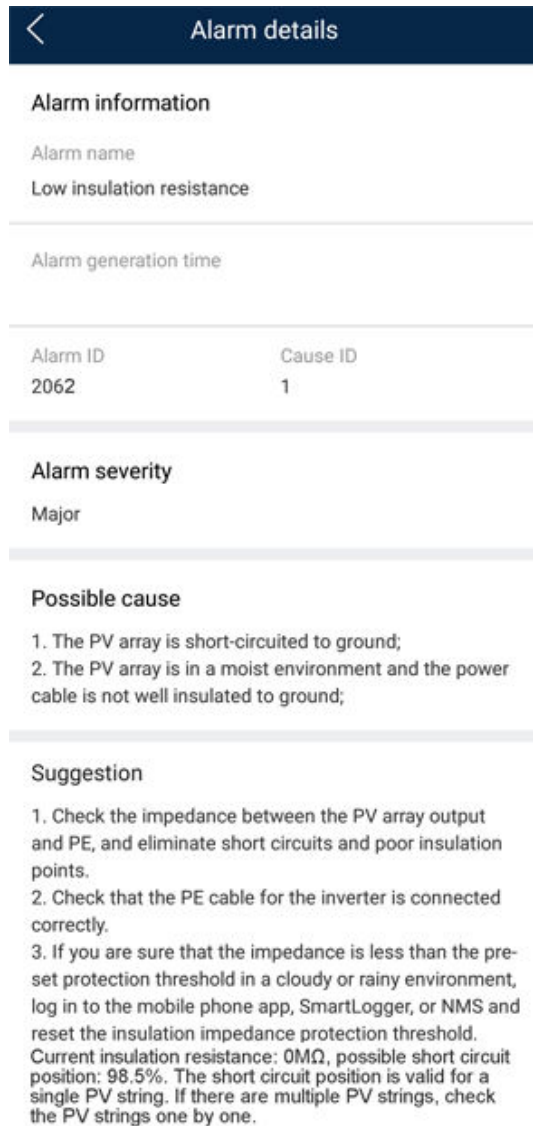 Alarm details
Alarm information
Alarm name
Low insulation resistance
Alarm generation time
Alarm ID
Cause ID
2062
1
Alarm severity
Major
Possible cause
1. The PV array is short-circuited to ground;
2. The PV array is in a moist environment and the power
cable is not well insulated to ground;
Suggestion
1. Check the impedance between the PV array output
and PE, and eliminate short circuits and poor insulation
points.
2. Check that the PE cable for the inverter is connected
correctly.
3. If you are sure that the impedance is less than the pre-
set protection threshold in a cloudy or rainy environment,
log in to the mobile phone app, SmartLogger, or NMS and
reset the insulation impedance protection threshold.
Current insulation resistance: 0MΩ, possible short circuit
position: 98.5%. The short circuit position is valid for a
single PV string. If there are multiple PV strings, check
the PV strings one by one.